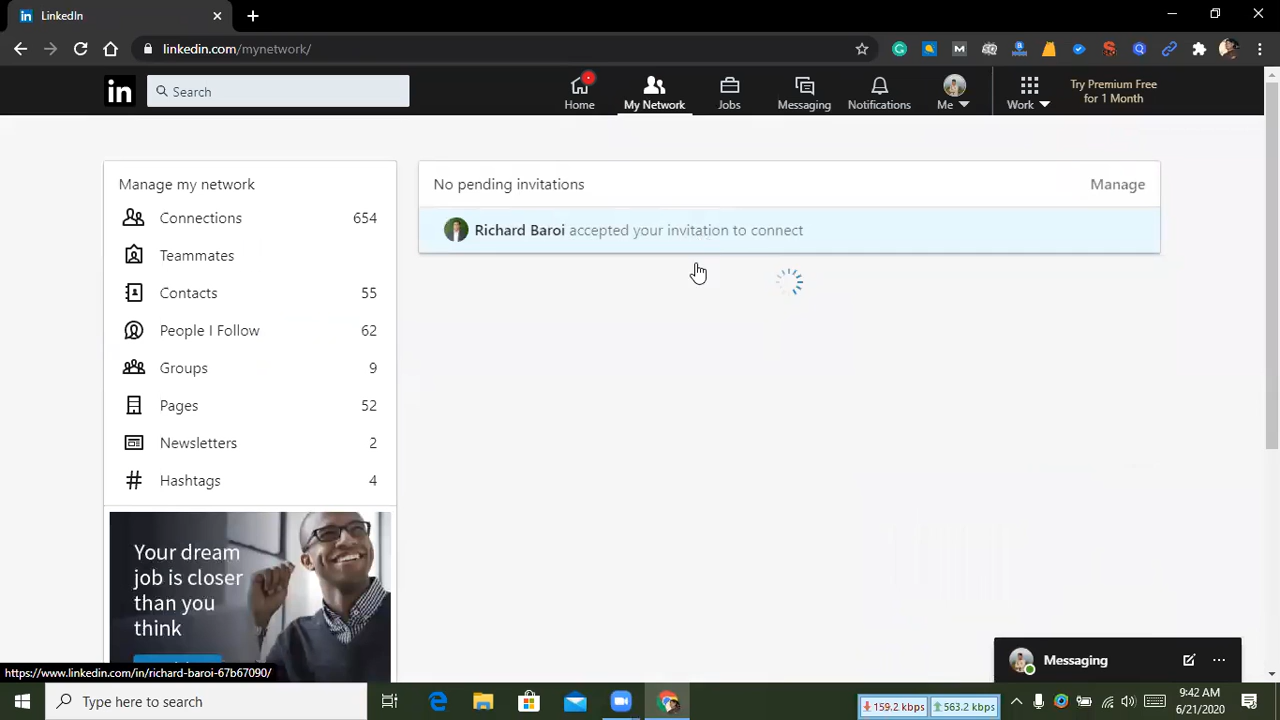 LinkedIn
linkedin.com/mynetwork/
in
Search
Home
My Network
Jobs
Messaging
Notifications
Me
Work
Try Premium Free
for 1 Month
Manage my network
Connections 654
Teammates
Contacts 55
People I Follow 62
Groups 9
Pages 52
Newsletters 2
Hashtags 4
No pending invitations
Manage
Richard Baroi accepted your invitation to connect
Your dream
job is closer
than you
think
https://www.linkedin.com/in/richard-baroi-67b67090/
Messaging
Type here to search
159.2 kbps
563.2 kbps
9:42 AM
6/21/2020